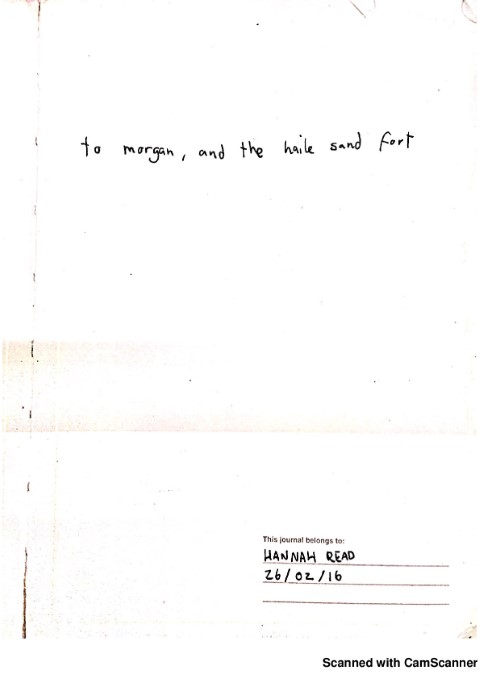 to morgan, and the haile sand fort
This journal belongs to:
HANNAH READ
26/02/16
Scanned with CamScanner